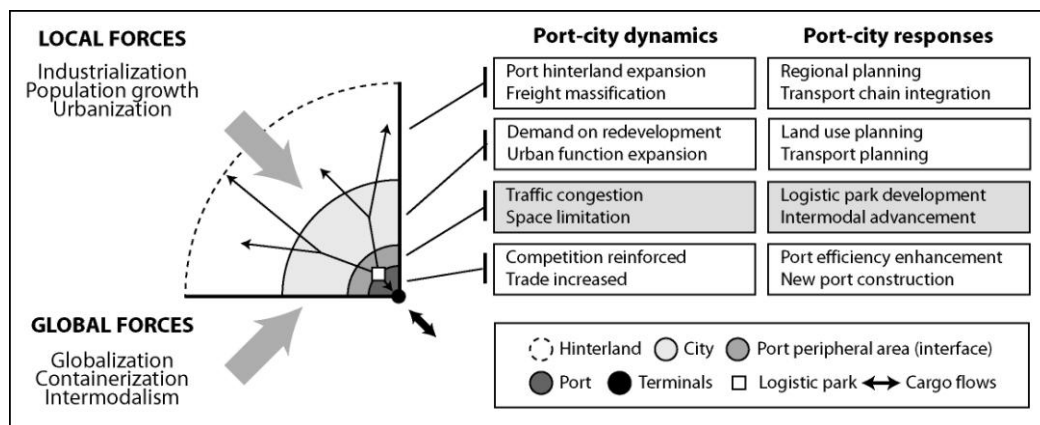 LOCAL FORCES
Industrialization
Population growth
Urbanization
GLOBAL FORCES
Globalization
Containerization
Intermodalism
Port-city dynamics
Port hinterland expansion
Freight massification
Demand on redevelopment
Urban function expansion
Traffic congestion
Space limitation
Competition reinforced
Trade increased
Port-city responses
Regional planning
Transport chain integration
Land use planning
Transport planning
Logistic park development
Intermodal advancement
Port efficiency enhancement
New port construction
Hinterland City Port peripheral area (interface)
Port Terminals Logistic park Cargo flows